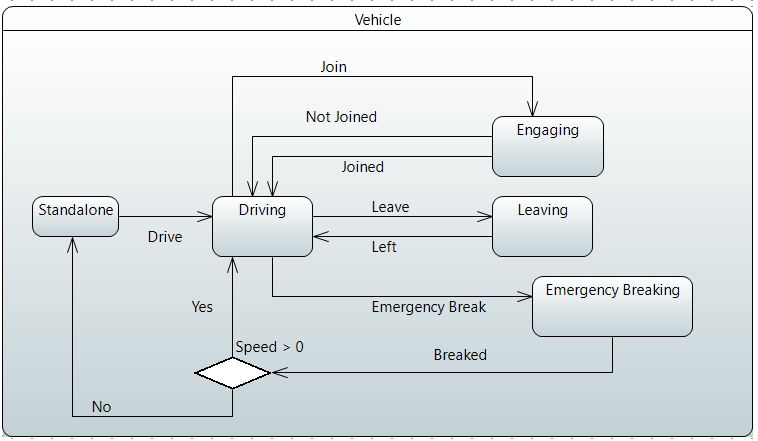 Vehicle
Join
Not Joined
Engaging
Joined
Standalone
Driving
Leave
Leaving
Drive
Left
Emergency Breaking
Yes
Emergency Break
Speed > 0
Breaked
No